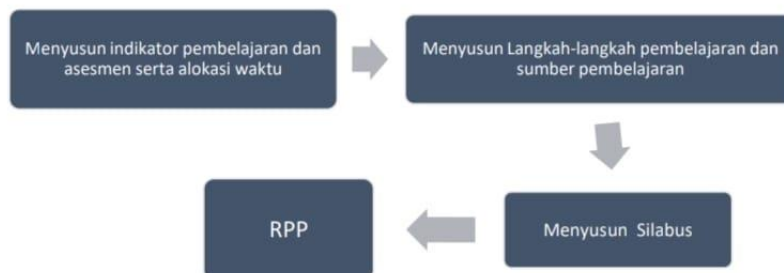 Menyusun indikator pembelajaran dan
asesmen serta alokasi waktu
Menyusun Langkah-langkah pembelajaran dan
sumber pembelajaran
Menyusun Silabus
RPP